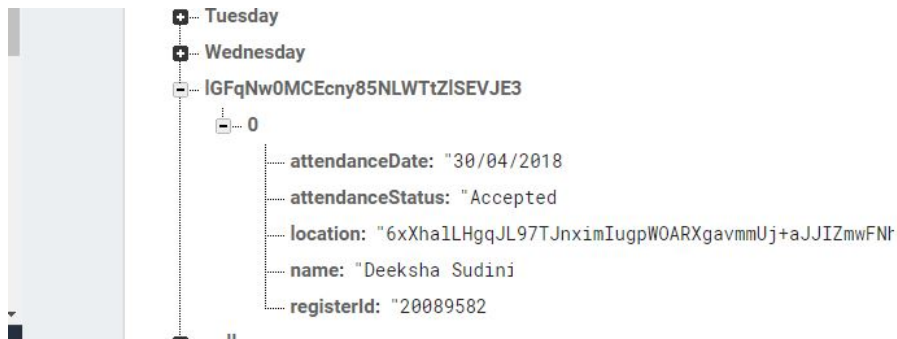 Tuesday
Wednesday
lGFqNw0MCEcny85NLWTtZlSEVJE3
0
attendanceDate: "30/04/2018
attendanceStatus: "Accepted
location: "6xXhalLHgqJL97TJnximIugpWOARXgavmmUj+aJJIZmwFNh
name: "Deeksha Sudini
registerId: "20089582